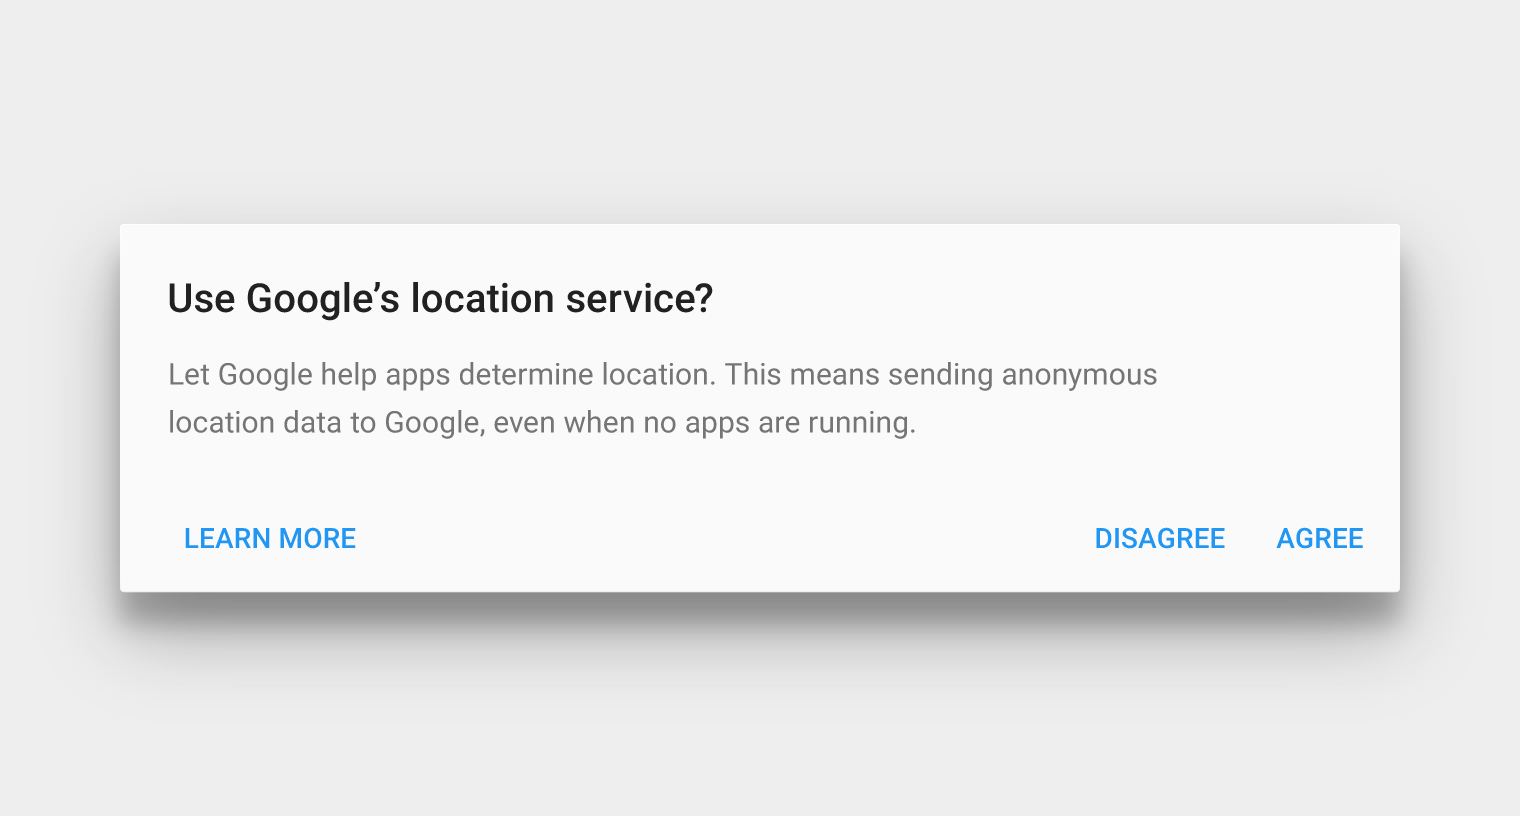 Use Google’s location service?
Let Google help apps determine location. This means sending anonymous
location data to Google, even when no apps are running.
LEARN MORE
DISAGREE
AGREE